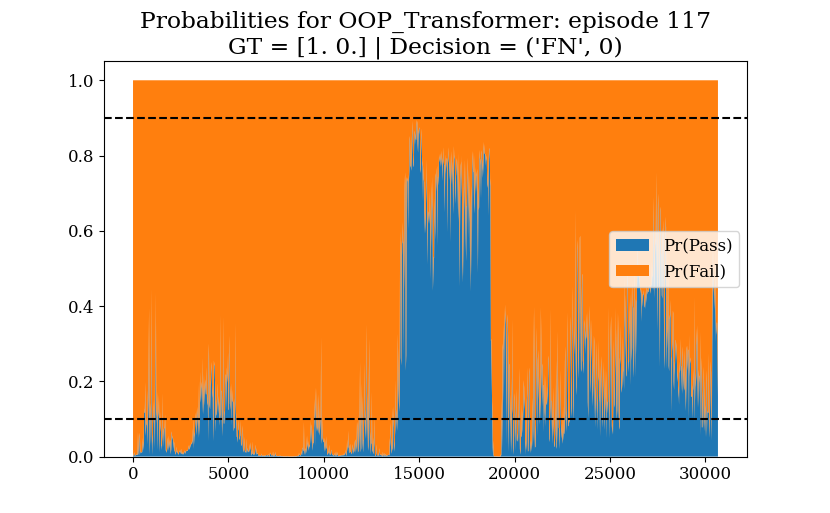 Probabilities for OOP_Transformer: episode 117
GT = [1. 0.] | Decision = ('FN', 0)
1.0
0.8
0.6
0.4
0.2
0.0
Pr(Pass)
Pr(Fail)
0 5000 10000 15000 20000 25000 30000